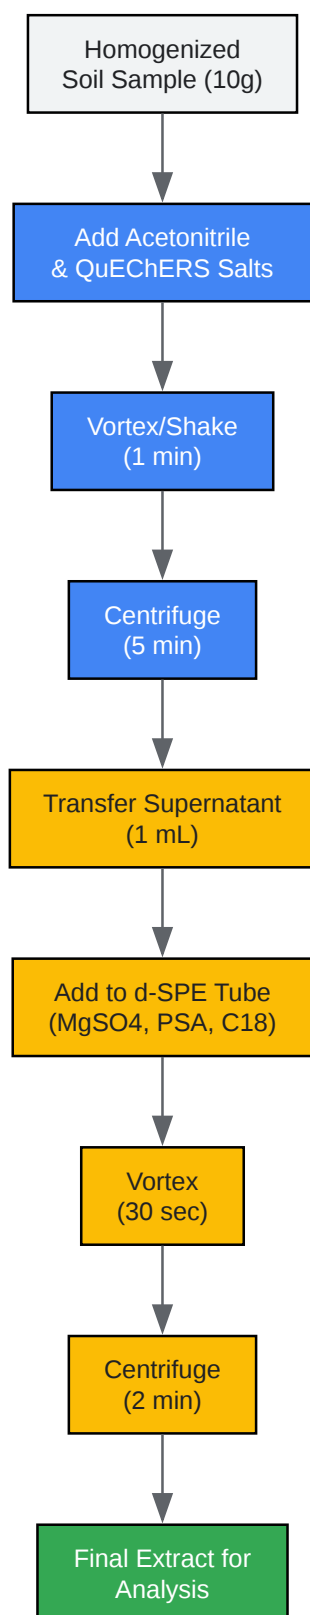 Homogenized
Soil Sample (10g)
Add Acetonitrile
& QuEChERS Salts
Vortex/Shake
(1 min)
Centrifuge
(5 min)
Transfer Supernatant
(1 mL)
Add to d-SPE Tube
(MgSO4, PSA, C18)
Vortex
(30 sec)
Centrifuge
(2 min)
Final Extract for
Analysis